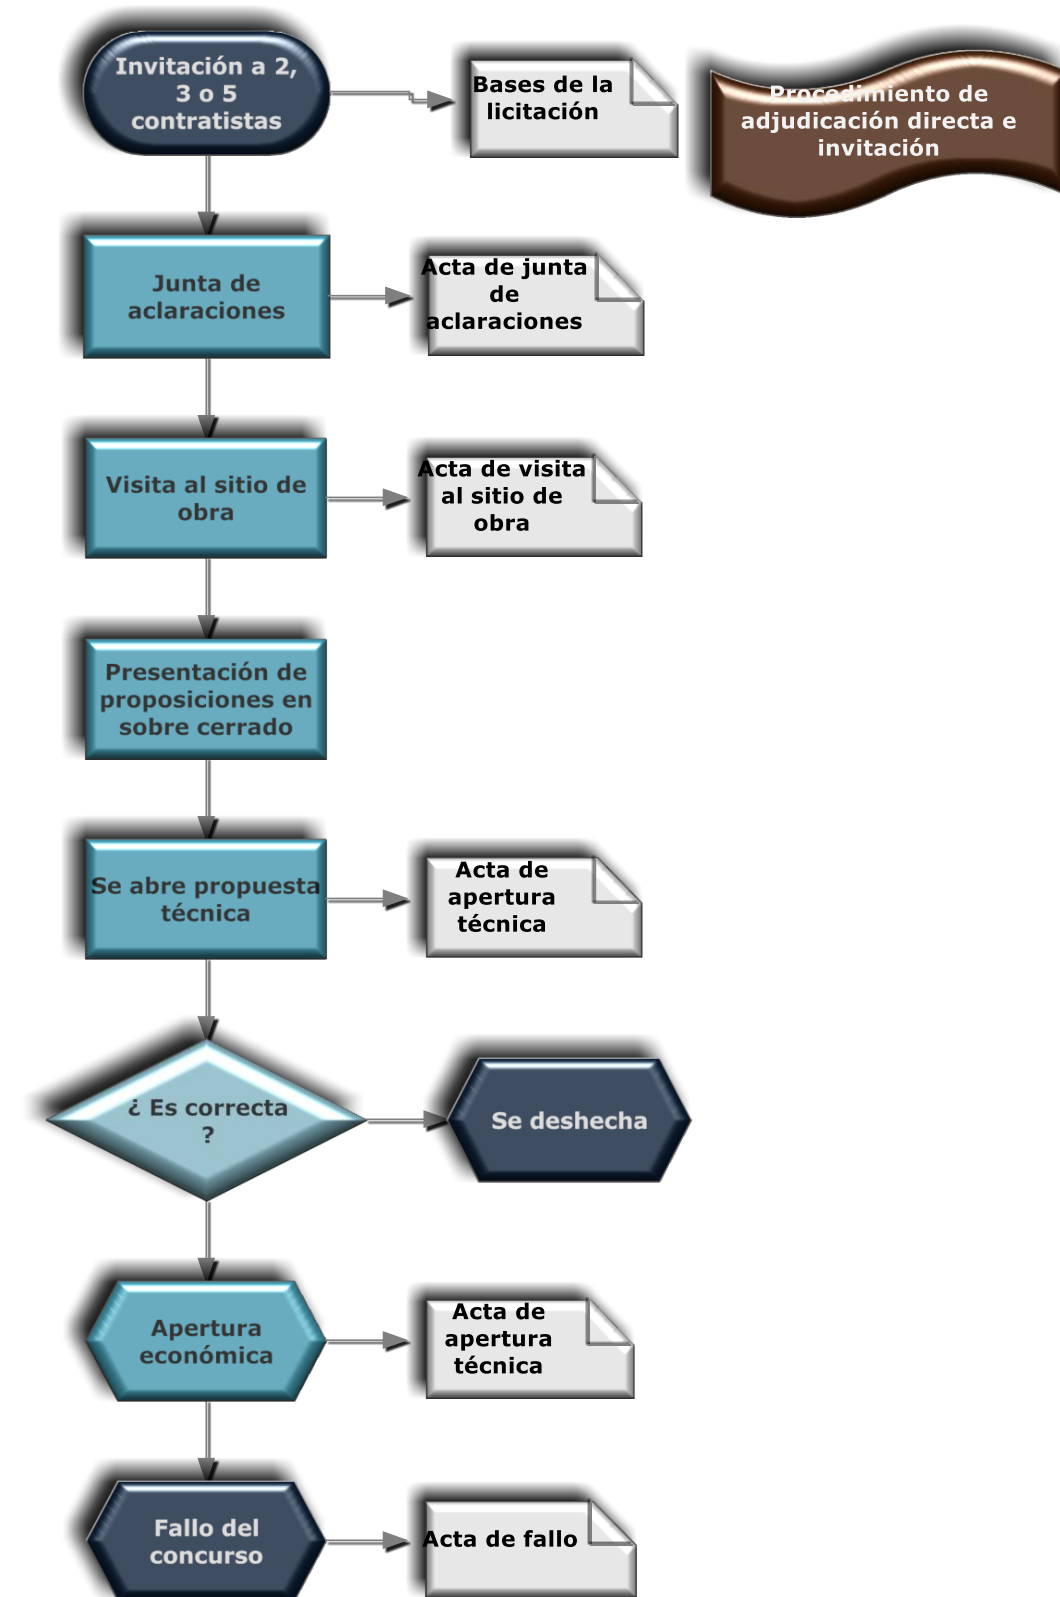 Invitación a 2,
3 o 5
contratistas
Bases de la
licitación
Procedimiento de
adjudicación directa e
invitación
Junta de
aclaraciones
Acta de junta
de
aclaraciones
Visita al sitio de
obra
Acta de visita
al sitio de
obra
Presentación de
proposiciones en
sobre cerrado
Se abre propuesta
técnica
Acta de
apertura
técnica
¿ Es correcta
?
Se deshecha
Apertura
económica
Acta de
apertura
técnica
Fallo del
concurso
Acta de fallo